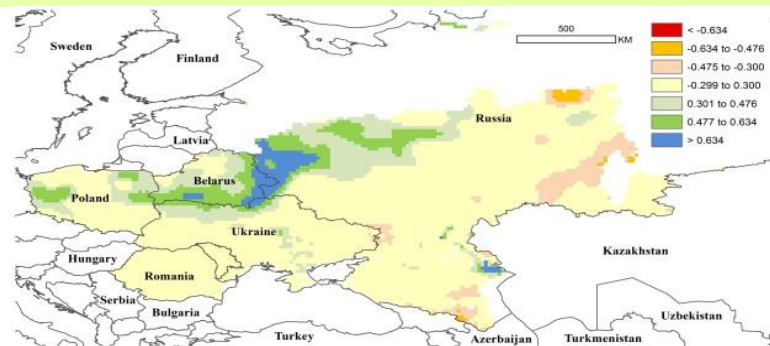 500
KM
< -0.634
-0.634 to -0.476
-0.475 to -0.300
-0.299 to 0.300
0.301 to 0.476
0.477 to 0.634
> 0.634
Sweden
Finland
Russia
Latvia
Belarus
Poland
Ukraine
Hungary
Kazakhstan
Romania
Serbia
Bulgaria
Uzbekistan
Turkey
Azerbaijan
Turkmenistan